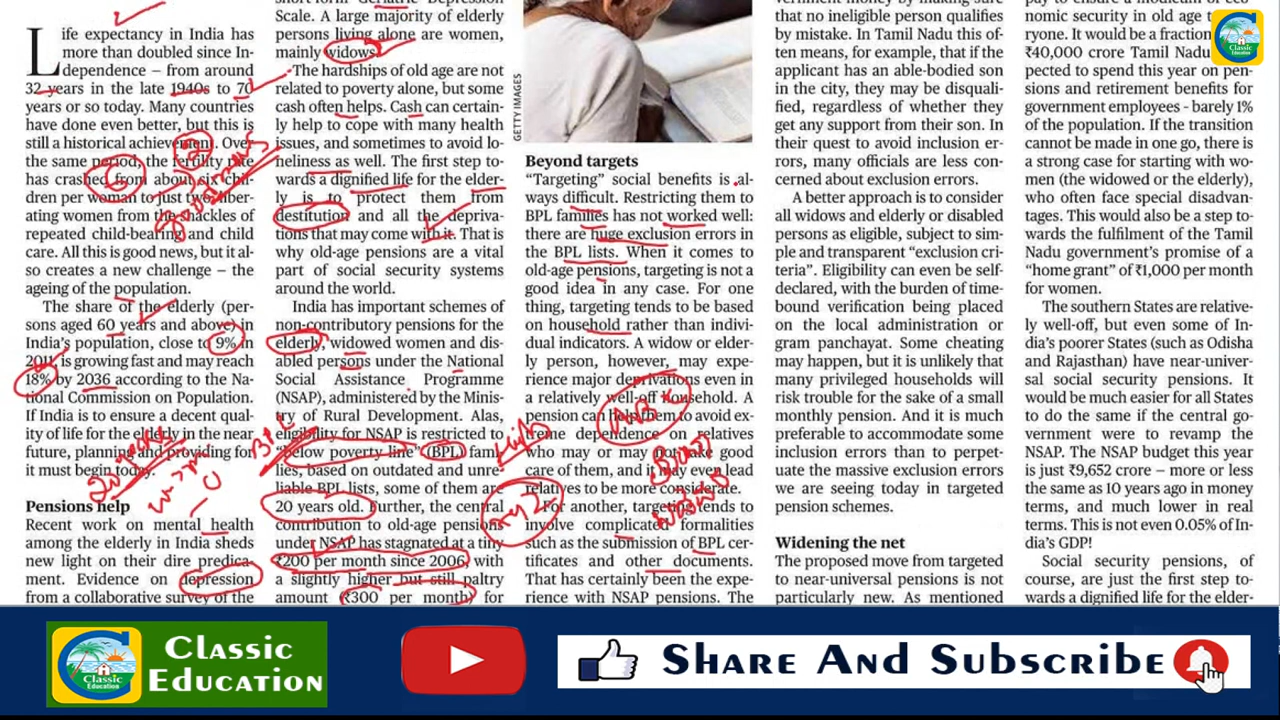 short-form Geriatric Depression
Scale. A large majority of elderly
persons living alone are women,
mainly widows.
Life expectancy in India has
more than doubled since In-
dependence – from around
32 years in the late 1940s to 70
years or so today. Many countries
have done even better, but this is
still a historical achievement. Over
the same period, the fertility rate
has crashed from about six chil-
dren per woman to just two, liber-
ating women from the shackles of
repeated child-bearing and child
care. All this is good news, but it al-
so creates a new challenge – the
ageing of the population.
The share of the elderly (per-
sons aged 60 years and above) in
India's population, close to 9% in
2011, is growing fast and may reach
18% by 2036 according to the Na-
tional Commission on Population.
If India is to ensure a decent qual-
ity of life for the elderly in the near
future, planning and providing for
it must begin today.
Pensions help
Recent work on mental health
among the elderly in India sheds
new light on their dire predica-
ment. Evidence on depression
from a collaborative survey of the
The hardships of old age are not
related to poverty alone, but some
cash often helps. Cash can certain-
ly help to cope with many health
issues, and sometimes to avoid lo-
neliness as well. The first step to-
wards a dignified life for the elder-
ly is to protect them from
destitution and all the depriva-
tions that may come with it. That is
why old-age pensions are a vital
part of social security systems
around the world.
India has important schemes of
non-contributory pensions for the
elderly, widowed women and dis-
abled persons under the National
Social Assistance Programme
(NSAP), administered by the Minis-
try of Rural Development. Alas,
eligibility for NSAP is restricted to
"below poverty line" (BPL) fami-
lies, based on outdated and unre-
liable BPL lists, some of them are
20 years old. Further, the central
contribution to old-age pensions
under NSAP has stagnated at a tiny
₹200 per month since 2006, with
a slightly higher but still paltry
amount (₹300 per month) for
GETTY IMAGES
Beyond targets
"Targeting" social benefits is al-
ways difficult. Restricting them to
BPL families has not worked well:
there are huge exclusion errors in
the BPL lists. When it comes to
old-age pensions, targeting is not a
good idea in any case. For one
thing, targeting tends to be based
on household rather than indivi-
dual indicators. A widow or elder-
ly person, however, may expe-
rience major deprivations even in
a relatively well-off household. A
pension can help them to avoid ex-
treme dependence on relatives
who may or may not take good
care of them, and it may even lead
relatives to be more considerate.
For another, targeting tends to
involve complicated formalities
such as the submission of BPL cer-
tificates and other documents.
That has certainly been the expe-
rience with NSAP pensions. The
vernment money by making sure
that no ineligible person qualifies
by mistake. In Tamil Nadu this of-
ten means, for example, that if the
applicant has an able-bodied son
in the city, they may be disquali-
fied, regardless of whether they
get any support from their son. In
their quest to avoid inclusion er-
rors, many officials are less con-
cerned about exclusion errors.
A better approach is to consider
all widows and elderly or disabled
persons as eligible, subject to sim-
ple and transparent "exclusion cri-
teria". Eligibility can even be self-
declared, with the burden of time-
bound verification being placed
on the local administration or
gram panchayat. Some cheating
may happen, but it is unlikely that
many privileged households will
risk trouble for the sake of a small
monthly pension. And it is much
preferable to accommodate some
inclusion errors than to perpet-
uate the massive exclusion errors
we are seeing today in targeted
pension schemes.
Widening the net
The proposed move from targeted
to near-universal pensions is not
particularly new. As mentioned
pay to ensure a modicum of eco-
nomic security in old age to
ryone. It would be a fraction of
₹40,000 crore Tamil Nadu
pected to spend this year on pen-
sions and retirement benefits for
government employees - barely 1%
of the population. If the transition
cannot be made in one go, there is
a strong case for starting with wo-
men (the widowed or the elderly),
who often face special disadvan-
tages. This would also be a step to-
wards the fulfilment of the Tamil
Nadu government's promise of a
"home grant" of ₹1,000 per month
for women.
The southern States are relative-
ly well-off, but even some of In-
dia's poorer States (such as Odisha
and Rajasthan) have near-univer-
sal social security pensions. It
would be much easier for all States
to do the same if the central go-
vernment were to revamp the
NSAP. The NSAP budget this year
is just ₹9,652 crore – more or less
the same as 10 years ago in money
terms, and much lower in real
terms. This is not even 0.05% of In-
dia's GDP!
Social security pensions, of
course, are just the first step to-
wards a dignified life for the elder-
Classic
Education
BPL
Classic
Education
Classic
Education
Share And Subscribe